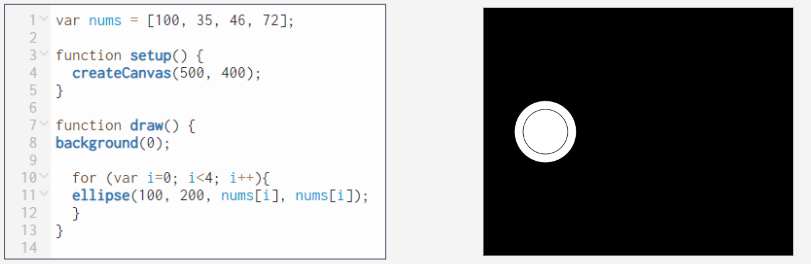 1 var nums = [100, 35, 46, 72];
2
3 function setup() {
4   createCanvas(500, 400);
5 }
6
7 function draw() {
8 background(0);
9
10   for (var i=0; i<4; i++){
11   ellipse(100, 200, nums[i], nums[i]);
12   }
13 }
14